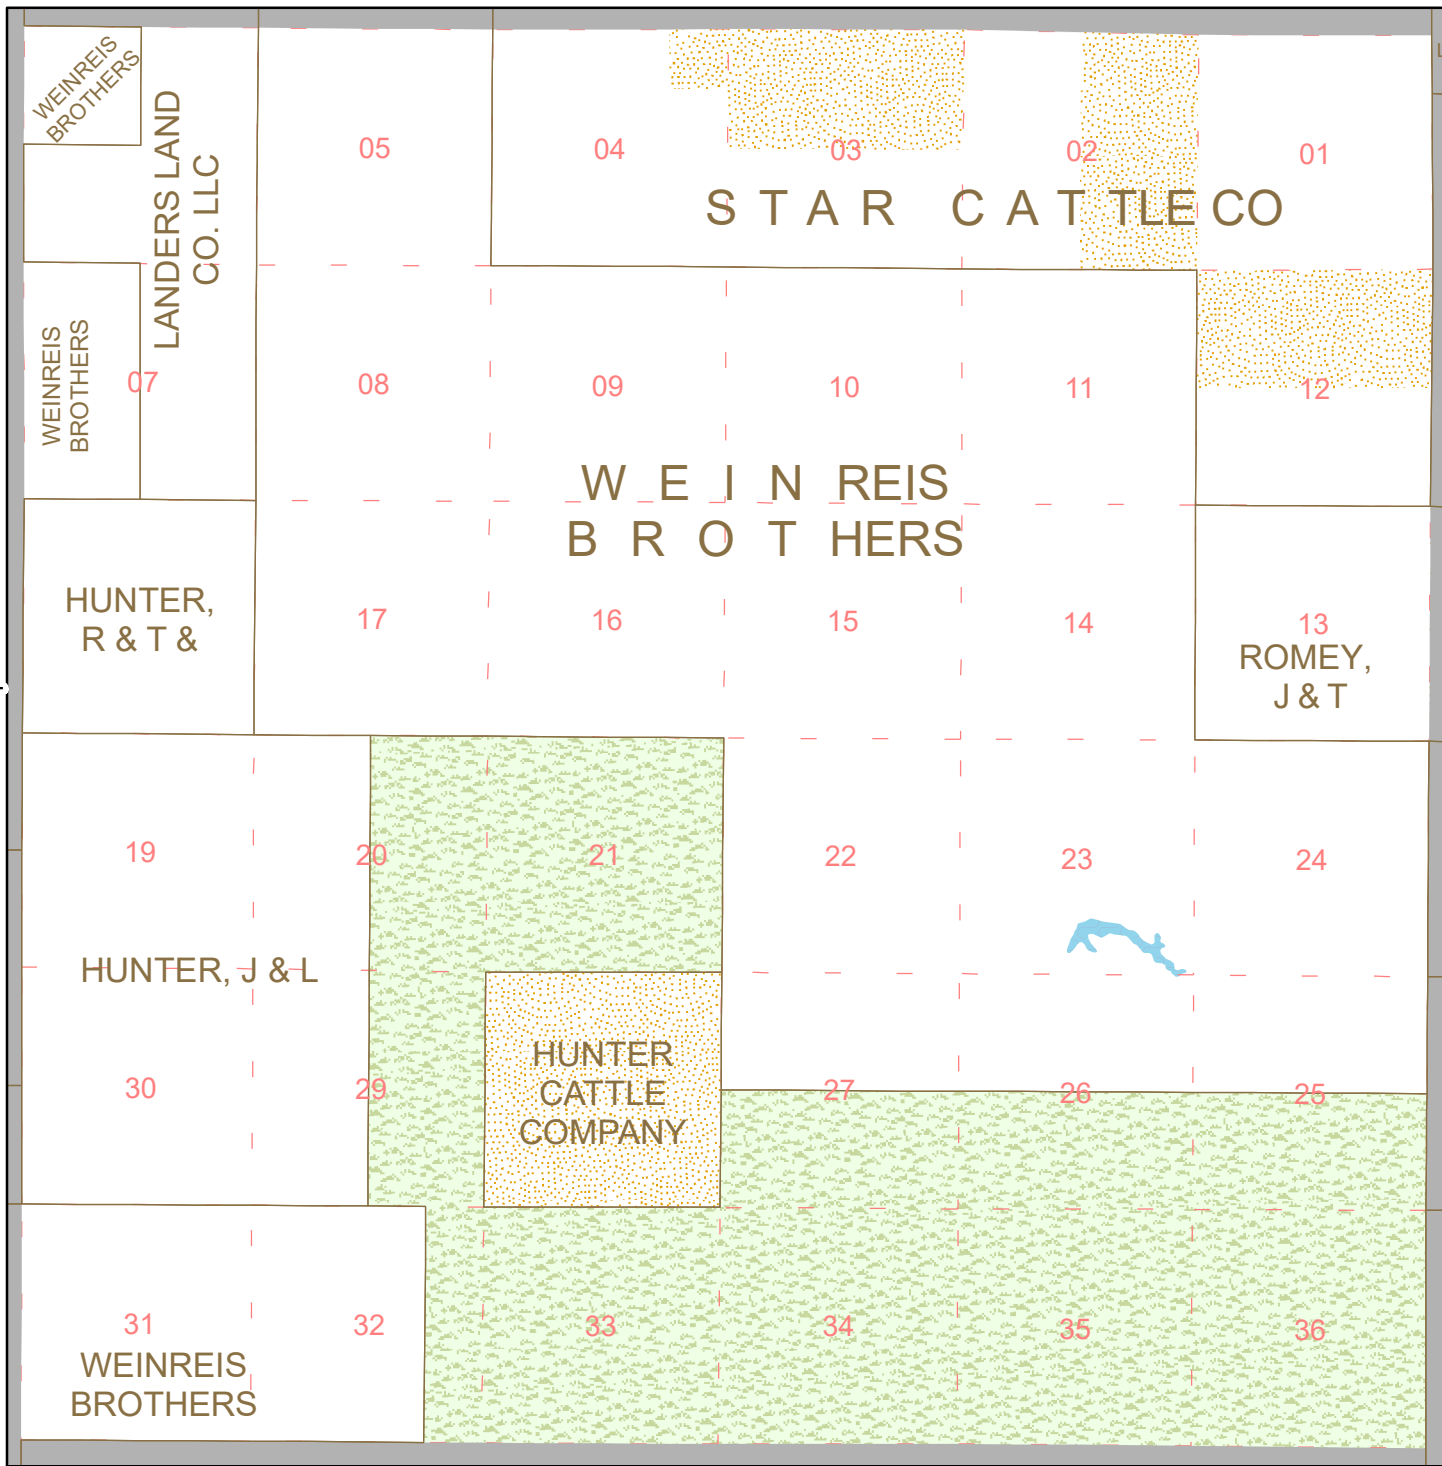 WEINREIS
BROTHERS
LANDERS LAND
CO. LLC
05
04
03
02
01
STAR CATTLE CO
WEINREIS
BROTHERS
07
08
09
10
11
12
WEINREIS
BROTHERS
HUNTER,
R & T &
17
16
15
14
13
ROMEY,
J & T
19
20
21
22
23
24
HUNTER, J & L
HUNTER
CATTLE
COMPANY
30
29
27
26
25
31
32
33
34
35
36
WEINREIS
BROTHERS